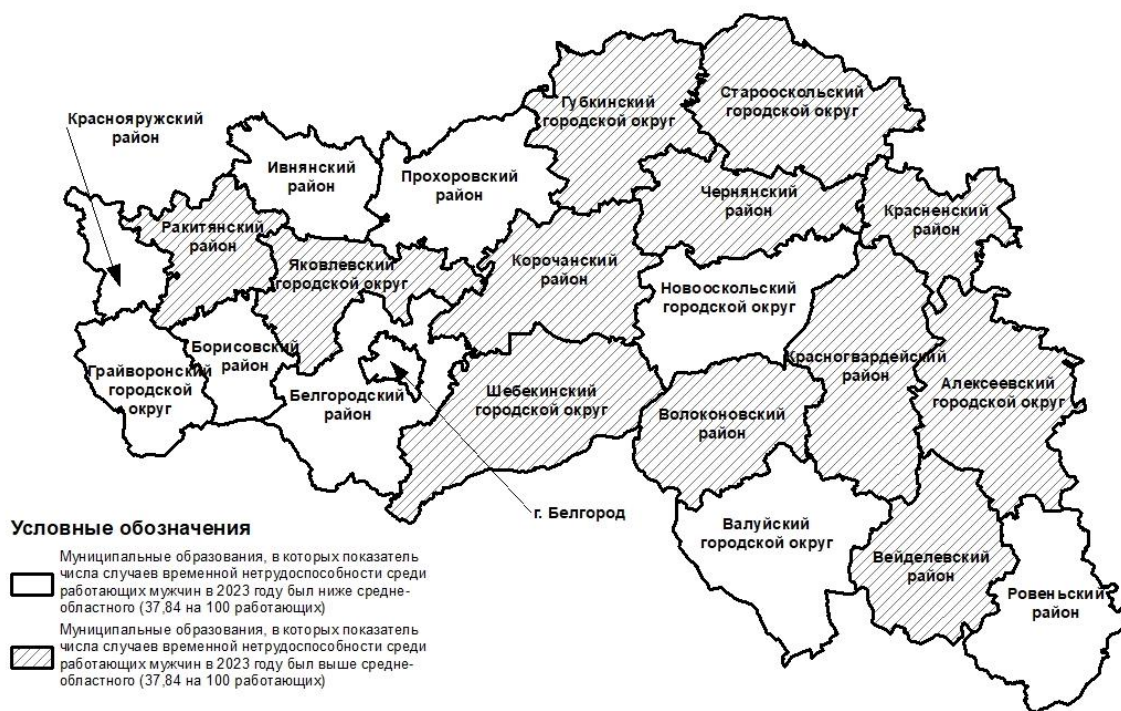 Краснояружский
район
Ивнянский
район
Прохоровский
район
Губкинский
городской округ
Старооскольский
городской округ
Ракитянский
район
Яковлевский
городской округ
Корочанский
район
Чернянский
район
Красненский
район
Новооскольский
городской округ
Грайворонский
городской
округ
Борисовский
район
Белгородский
район
Шебекинский
городской округ
Волоконовский
район
Красногвардейский
район
Алексеевский
городской округ
г. Белгород
Валуйский
городской округ
Вейделевский
район
Ровеньский
район
Условные обозначения
Муниципальные образования, в которых показатель
числа случаев временной нетрудоспособности среди
работающих мужчин в 2023 году был ниже средне-
областного (37,84 на 100 работающих)
Муниципальные образования, в которых показатель
числа случаев временной нетрудоспособности среди
работающих мужчин в 2023 году был выше средне-
областного (37,84 на 100 работающих)